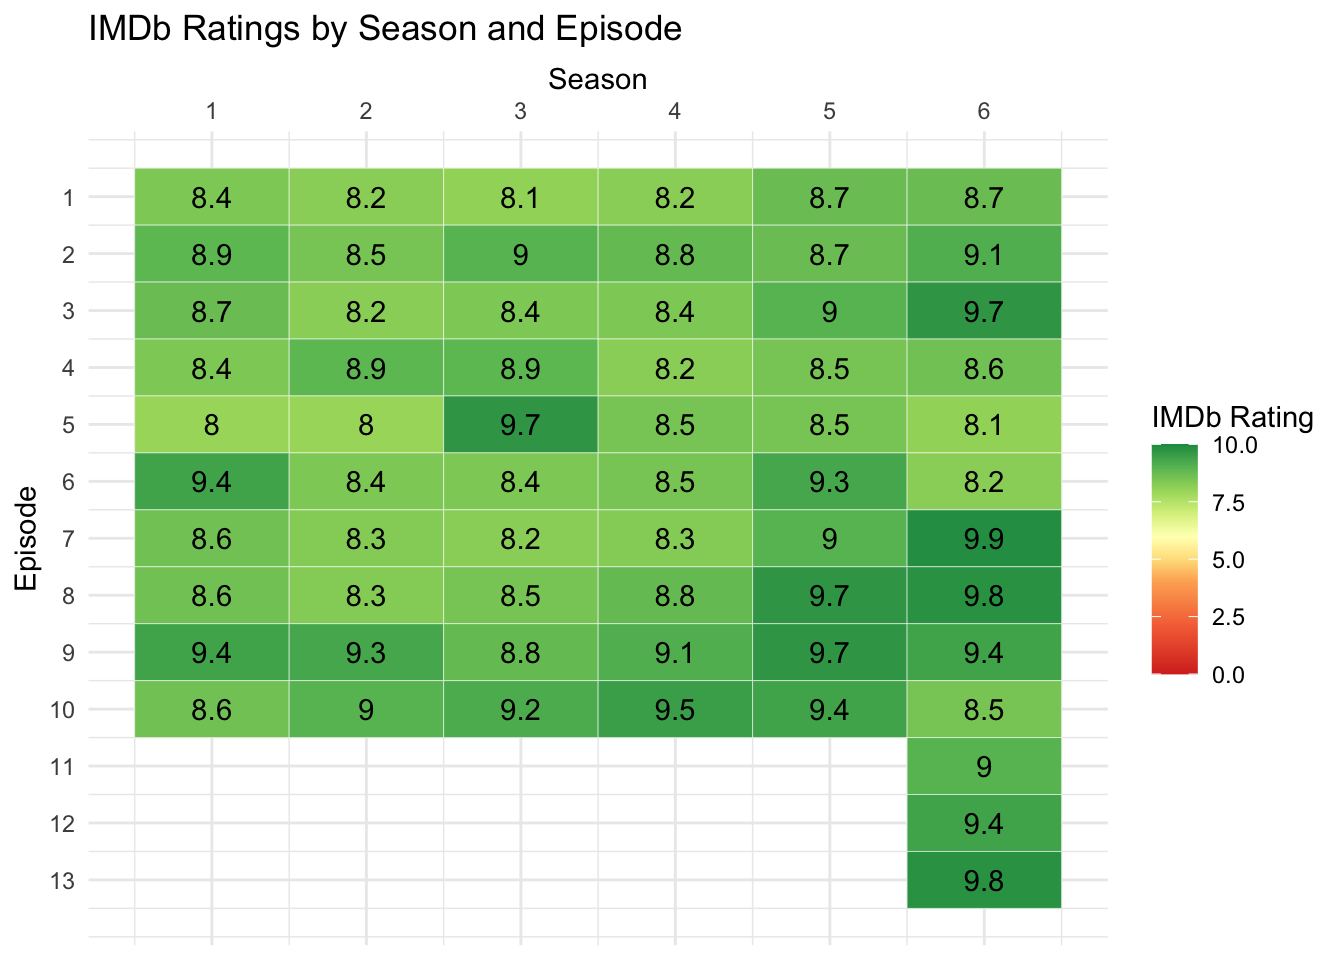 IMDb Ratings by Season and Episode
Season
1 2 3 4 5 6
1 8.4 8.2 8.1 8.2 8.7 8.7
2 8.9 8.5 9 8.8 8.7 9.1
3 8.7 8.2 8.4 8.4 9 9.7
4 8.4 8.9 8.9 8.2 8.5 8.6
5 8 8 9.7 8.5 8.5 8.1
6 9.4 8.4 8.4 8.5 9.3 8.2
7 8.6 8.3 8.2 8.3 9 9.9
8 8.6 8.3 8.5 8.8 9.7 9.8
9 9.4 9.3 8.8 9.1 9.7 9.4
10 8.6 9 9.2 9.5 9.4 8.5
11 9
12 9.4
13 9.8
Episode
IMDb Rating
10.0
7.5
5.0
2.5
0.0